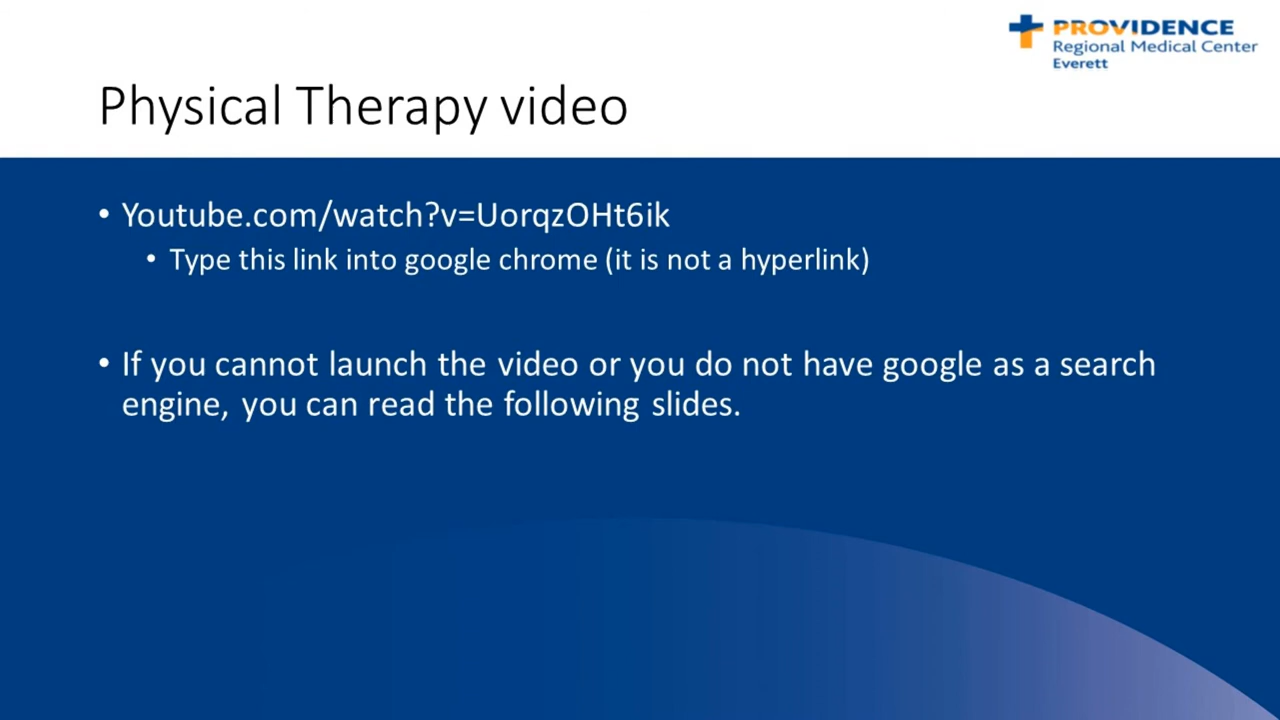 PROVIDENCE
Regional Medical Center
Everett
Physical Therapy video
• Youtube.com/watch?v=UorqzOHt6ik
• Type this link into google chrome (it is not a hyperlink)
• If you cannot launch the video or you do not have google as a search
engine, you can read the following slides.